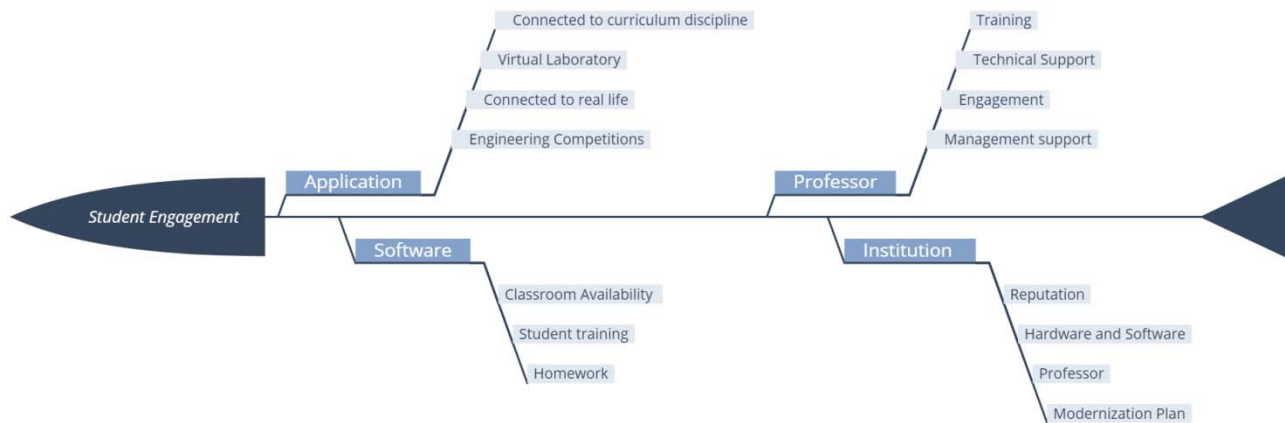 Connected to curriculum discipline
Virtual Laboratory
Connected to real life
Engineering Competitions
Application
Training
Technical Support
Engagement
Management support
Professor
Student Engagement
Software
Classroom Availability
Student training
Homework
Institution
Reputation
Hardware and Software
Professor
Modernization Plan